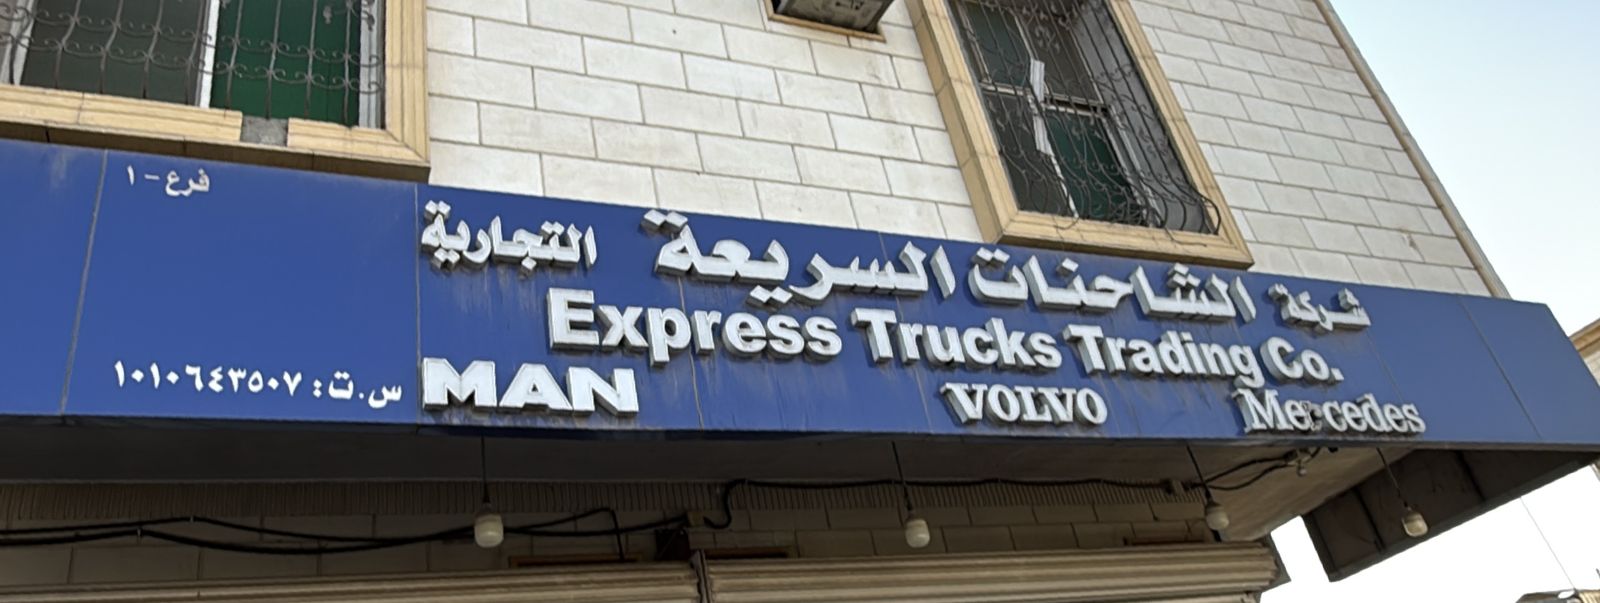 فرع - ١
شركة الشاحنات السريعة التجارية
Express Trucks Trading Co.
MAN VOLVO Mercedes
س.ت: ١٠١٠٦٤٣٥٠٧